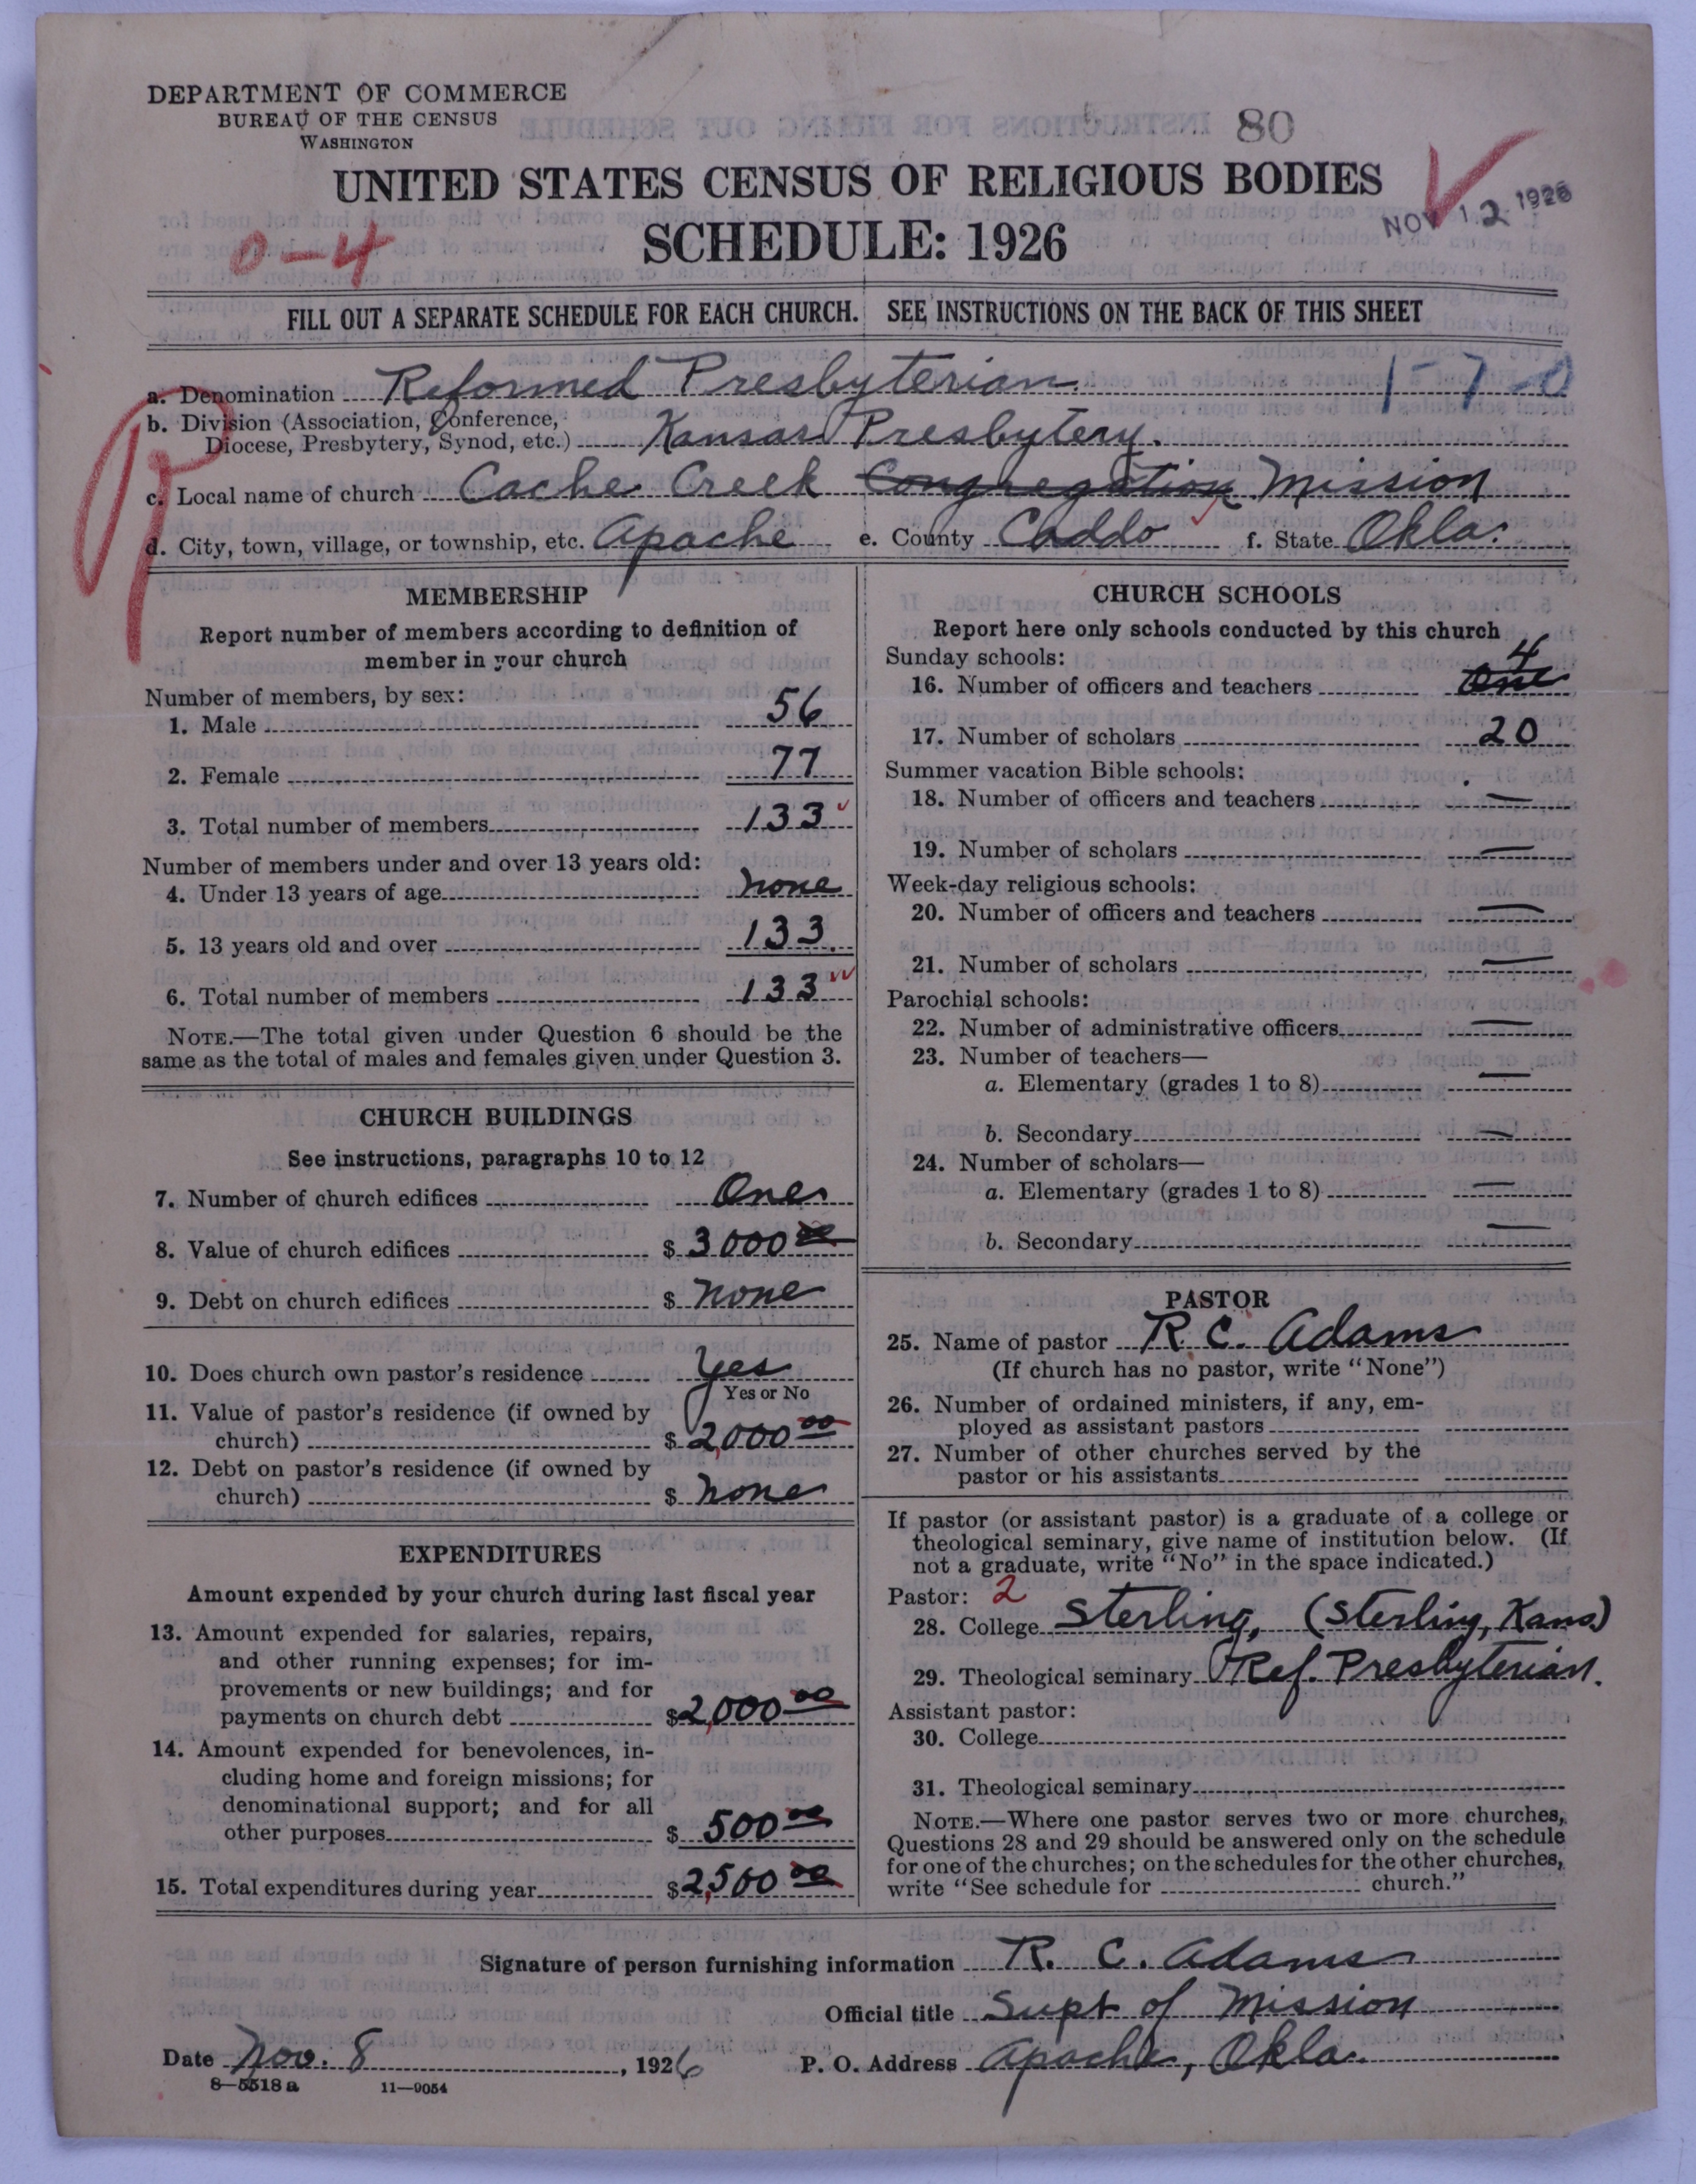 DEPARTMENT OF COMMERCE
BUREAU OF THE CENSUS
WASHINGTON
80
UNITED STATES CENSUS OF RELIGIOUS BODIES
SCHEDULE: 1926
NOV 12 1926
0-4
FILL OUT A SEPARATE SCHEDULE FOR EACH CHURCH. SEE INSTRUCTIONS ON THE BACK OF THIS SHEET
1-7-0
a. Denomination Reformed Presbyterian
b. Division (Association, Conference,
Diocese, Presbytery, Synod, etc.) Kansas Presbytery.
c. Local name of church Cache Creek Congregation Mission
d. City, town, village, or township, etc. Apache e. County Caddo f. State Okla.
MEMBERSHIP
Report number of members according to definition of
member in your church
Number of members, by sex:
1. Male 56
2. Female 77
3. Total number of members 133
Number of members under and over 13 years old:
4. Under 13 years of age none
5. 13 years old and over 133
6. Total number of members 133
NOTE.—The total given under Question 6 should be the
same as the total of males and females given under Question 3.
CHURCH BUILDINGS
See instructions, paragraphs 10 to 12
7. Number of church edifices One
8. Value of church edifices $ 3000 00
9. Debt on church edifices $ none
10. Does church own pastor's residence Yes
Yes or No
11. Value of pastor's residence (if owned by
church) $ 2,000 00
12. Debt on pastor's residence (if owned by
church) $ none
EXPENDITURES
Amount expended by your church during last fiscal year
13. Amount expended for salaries, repairs,
and other running expenses; for im-
provements or new buildings; and for
payments on church debt $ 2,000 00
14. Amount expended for benevolences, in-
cluding home and foreign missions; for
denominational support; and for all
other purposes $ 500 00
15. Total expenditures during year $ 2,500 00
CHURCH SCHOOLS
Report here only schools conducted by this church
Sunday schools: 4
16. Number of officers and teachers One
17. Number of scholars 20
Summer vacation Bible schools:
18. Number of officers and teachers —
19. Number of scholars —
Week-day religious schools:
20. Number of officers and teachers —
21. Number of scholars —
Parochial schools:
22. Number of administrative officers —
23. Number of teachers—
a. Elementary (grades 1 to 8) —
b. Secondary —
24. Number of scholars—
a. Elementary (grades 1 to 8) —
b. Secondary —
PASTOR
25. Name of pastor R. C. Adams
(If church has no pastor, write "None")
26. Number of ordained ministers, if any, em-
ployed as assistant pastors
27. Number of other churches served by the
pastor or his assistants
If pastor (or assistant pastor) is a graduate of a college or
theological seminary, give name of institution below. (If
not a graduate, write "No" in the space indicated.)
Pastor: 2
28. College Sterling, (Sterling, Kans.)
29. Theological seminary Ref. Presbyterian.
Assistant pastor:
30. College
31. Theological seminary
NOTE.—Where one pastor serves two or more churches,
Questions 28 and 29 should be answered only on the schedule
for one of the churches; on the schedules for the other churches,
write "See schedule for church."
Signature of person furnishing information R. C. Adams
Official title Supt of Mission
Date Nov. 8, 1926 P. O. Address Apache, Okla.
8—5518 a 11—9054